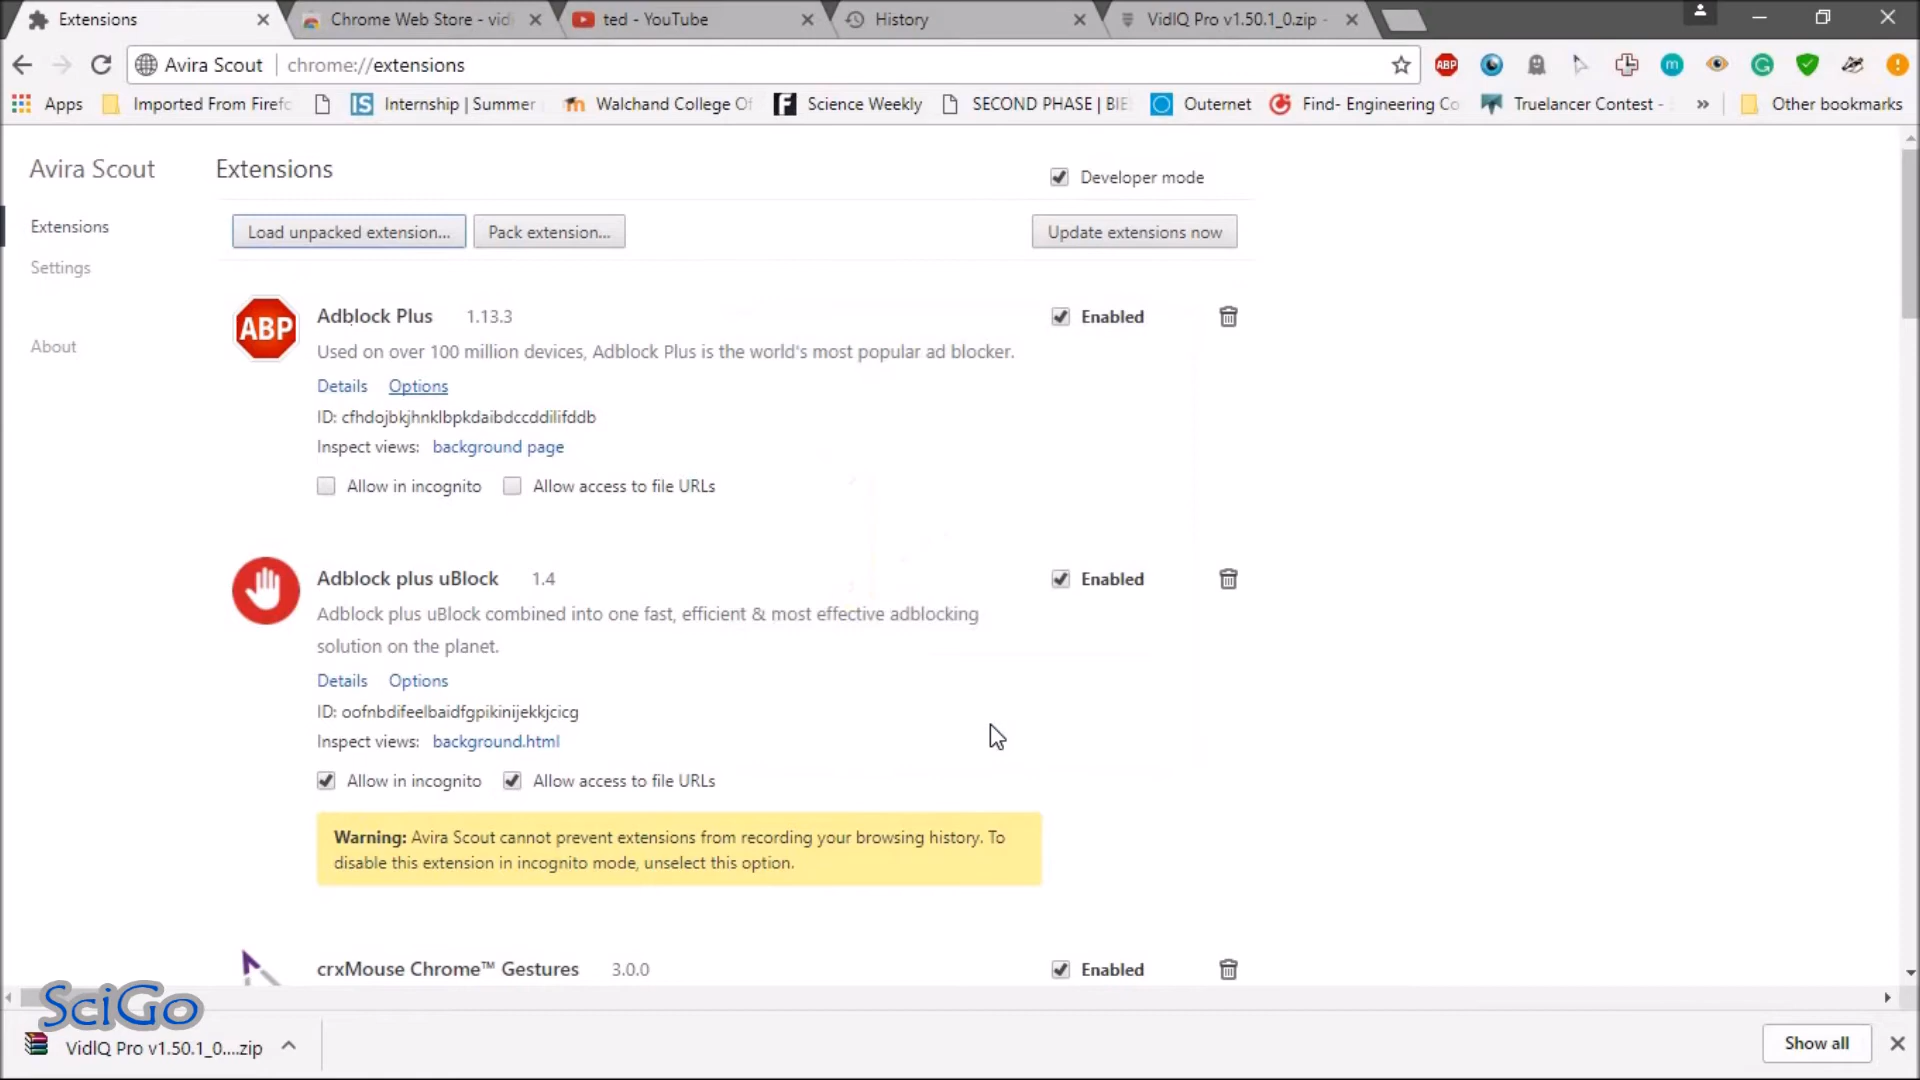 Extensions
Chrome Web Store - vid
ted - YouTube
History
VidIQ Pro v1.50.1_0.zip -
Avira Scout
chrome://extensions
ABP
Apps
Imported From Firefo
IS
Internship | Summer
Walchand College Of
Science Weekly
SECOND PHASE | BIE
Outernet
Find- Engineering Co
Truelancer Contest - S
»
Other bookmarks
Avira Scout
Extensions
Settings
About
Extensions
Developer mode
Load unpacked extension...
Pack extension...
Update extensions now
ABP
Adblock Plus 1.13.3
Enabled
Used on over 100 million devices, Adblock Plus is the world's most popular ad blocker.
Details Options
ID: cfhdojbkjhnklbpkdaibdccddilifddb
Inspect views: background page
Allow in incognito Allow access to file URLs
Adblock plus uBlock 1.4
Enabled
Adblock plus uBlock combined into one fast, efficient & most effective adblocking
solution on the planet.
Details Options
ID: oofnbdifeelbaidfgpikinijekkjcicg
Inspect views: background.html
Allow in incognito Allow access to file URLs
Warning: Avira Scout cannot prevent extensions from recording your browsing history. To
disable this extension in incognito mode, unselect this option.
crxMouse Chrome™ Gestures 3.0.0
Enabled
SciGo
VidIQ Pro v1.50.1_0....zip
Show all